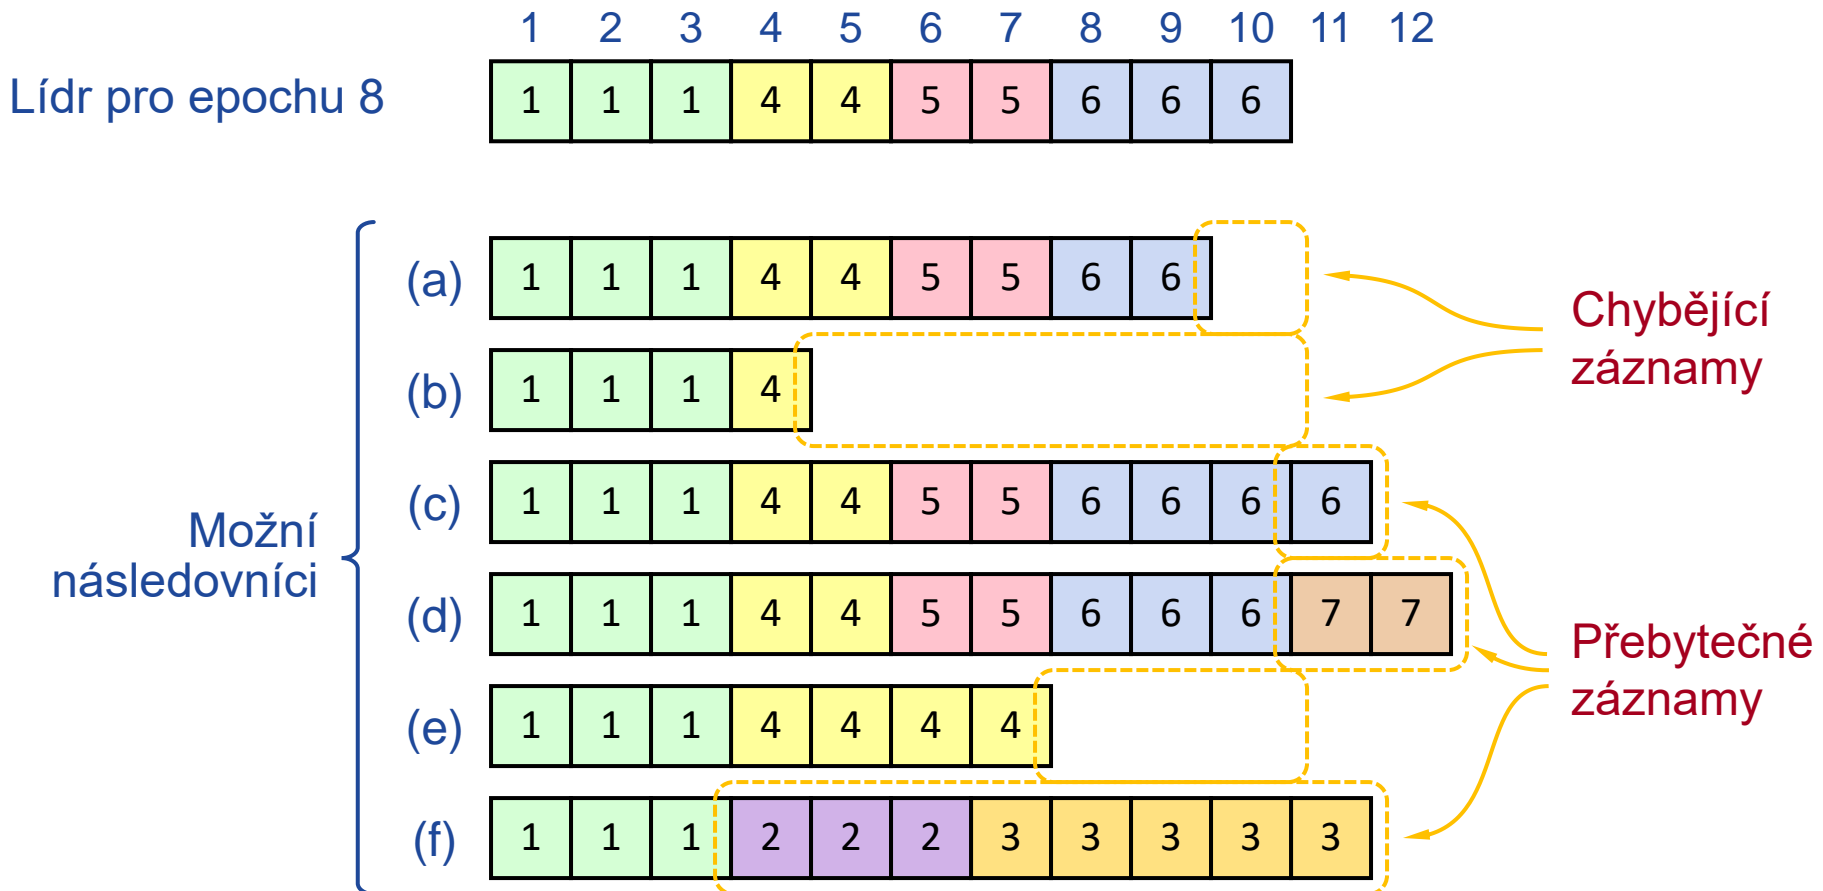 1 2 3 4 5 6 7 8 9 10 11 12
Lídr pro epochu 8
1 1 1 4 4 5 5 6 6 6
(a) 1 1 1 4 4 5 5 6 6
Chybějící
záznamy
(b) 1 1 1 4
(c) 1 1 1 4 4 5 5 6 6 6 6
Možní
následovníci
(d) 1 1 1 4 4 5 5 6 6 6 7 7
Přebytečné
záznamy
(e) 1 1 1 4 4 4 4
(f) 1 1 1 2 2 2 3 3 3 3 3